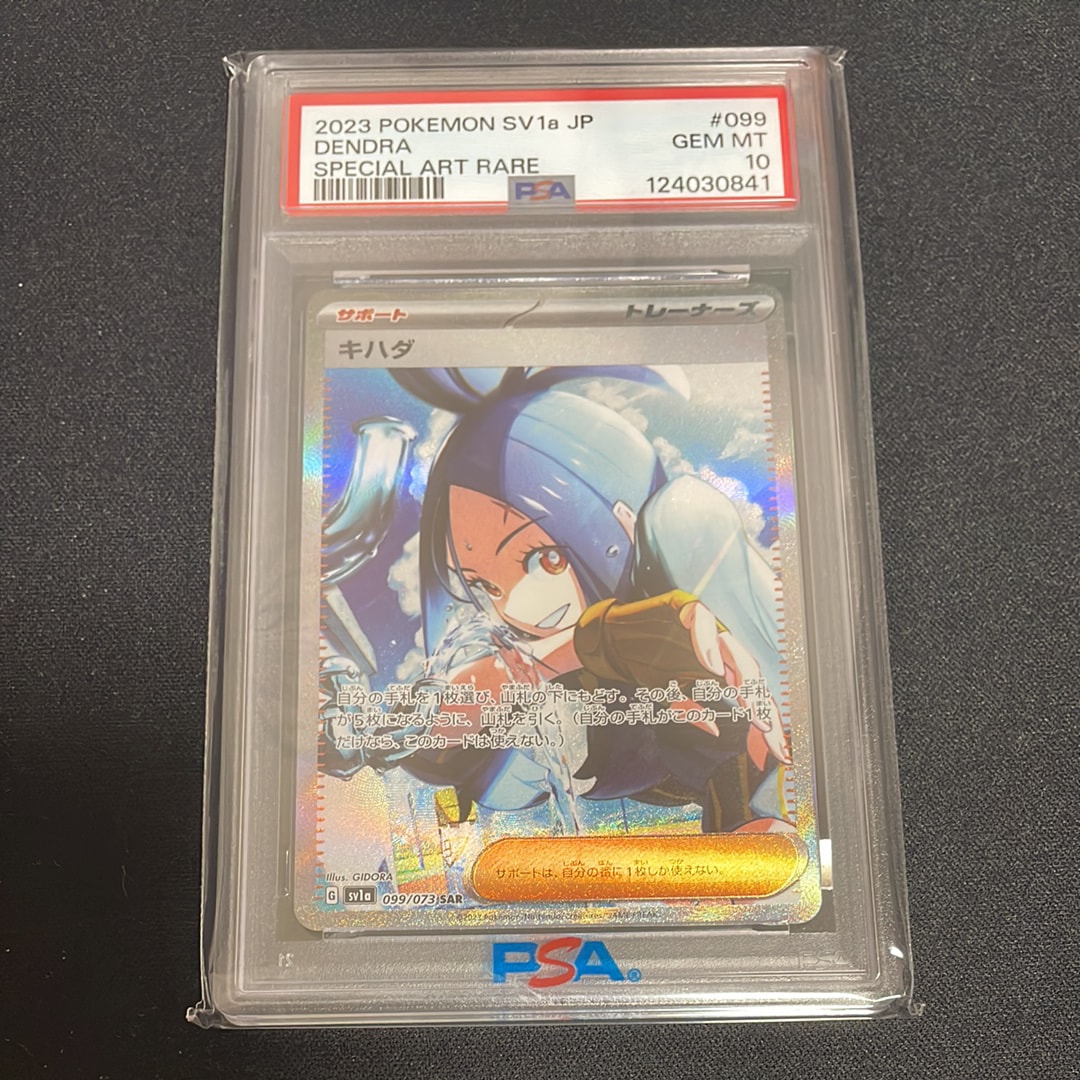 2023 POKEMON SV1a JP #099
DENDRA GEM MT
SPECIAL ART RARE 10
PSA 124030841
サポート トレーナーズ
キハダ
自分の手札を1枚選び、山札の下にもどす。その後、自分の手札
が5枚になるように、山札を引く。(自分の手札がこのカード1枚
だけなら、このカードは使えない。)
サポートは、自分の番に1枚しか使えない。
Illus. GIDORA
G sv1a 099/073 SAR
PSA®